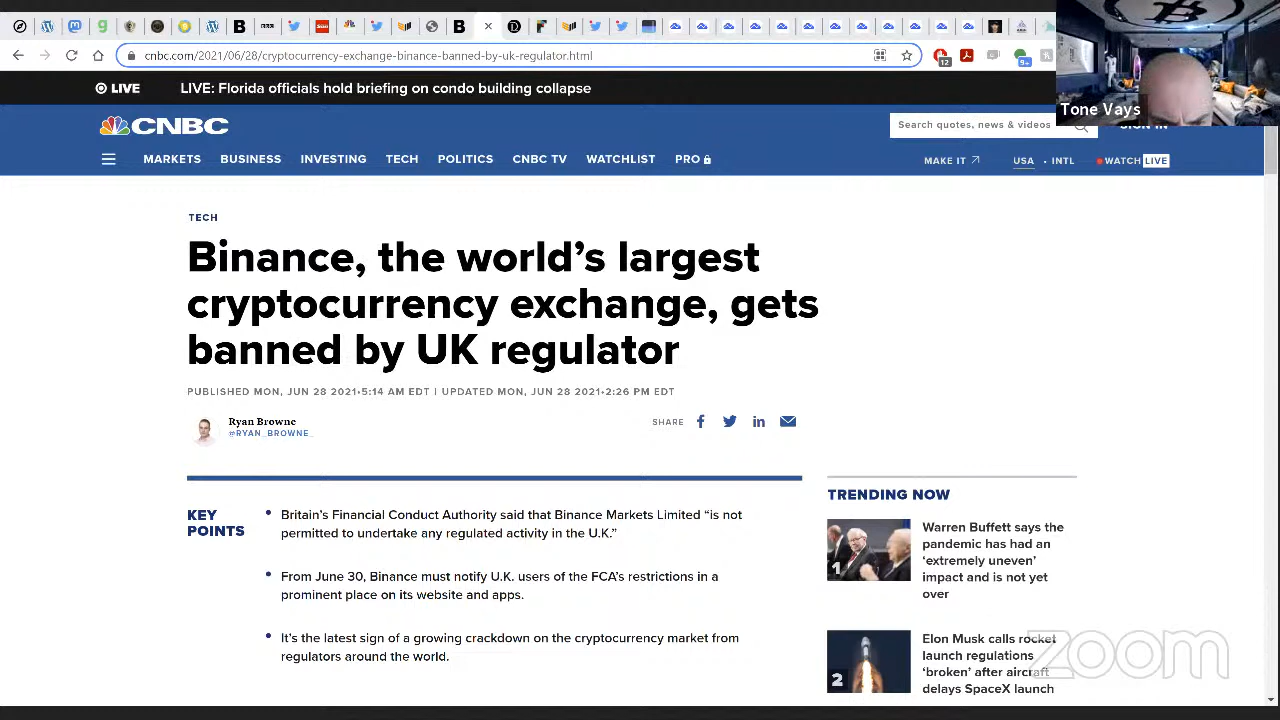 cnbc.com/2021/06/28/cryptocurrency-exchange-binance-banned-by-uk-regulator.html
12
9+
Tone Vays
LIVE
LIVE: Florida officials hold briefing on condo building collapse
CNBC
Search quotes, news & videos
SIGN IN
MARKETS BUSINESS INVESTING TECH POLITICS CNBC TV WATCHLIST PRO
MAKE IT USA • INTL WATCH LIVE
TECH
Binance, the world’s largest
cryptocurrency exchange, gets
banned by UK regulator
PUBLISHED MON, JUN 28 2021•5:14 AM EDT | UPDATED MON, JUN 28 2021•2:26 PM EDT
Ryan Browne
@RYAN_BROWNE_
SHARE
KEY
POINTS
• Britain’s Financial Conduct Authority said that Binance Markets Limited “is not
permitted to undertake any regulated activity in the U.K.”
• From June 30, Binance must notify U.K. users of the FCA’s restrictions in a
prominent place on its website and apps.
• It’s the latest sign of a growing crackdown on the cryptocurrency market from
regulators around the world.
TRENDING NOW
1
Warren Buffett says the
pandemic has had an
‘extremely uneven’
impact and is not yet
over
2
Elon Musk calls rocket
launch regulations
‘broken’ after aircraft
delays SpaceX launch
zoom